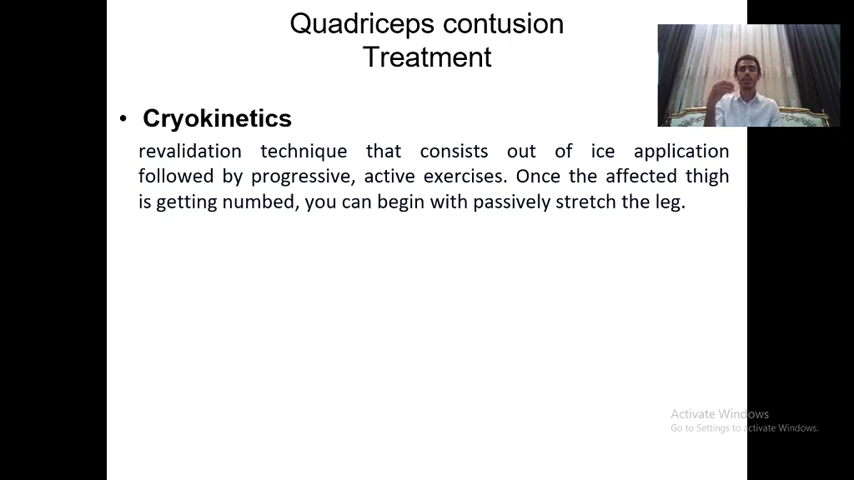 Quadriceps contusion
Treatment
• Cryokinetics
revalidation technique that consists out of ice application
followed by progressive, active exercises. Once the affected thigh
is getting numbed, you can begin with passively stretch the leg.
Activate Windows
Go to Settings to activate Windows.